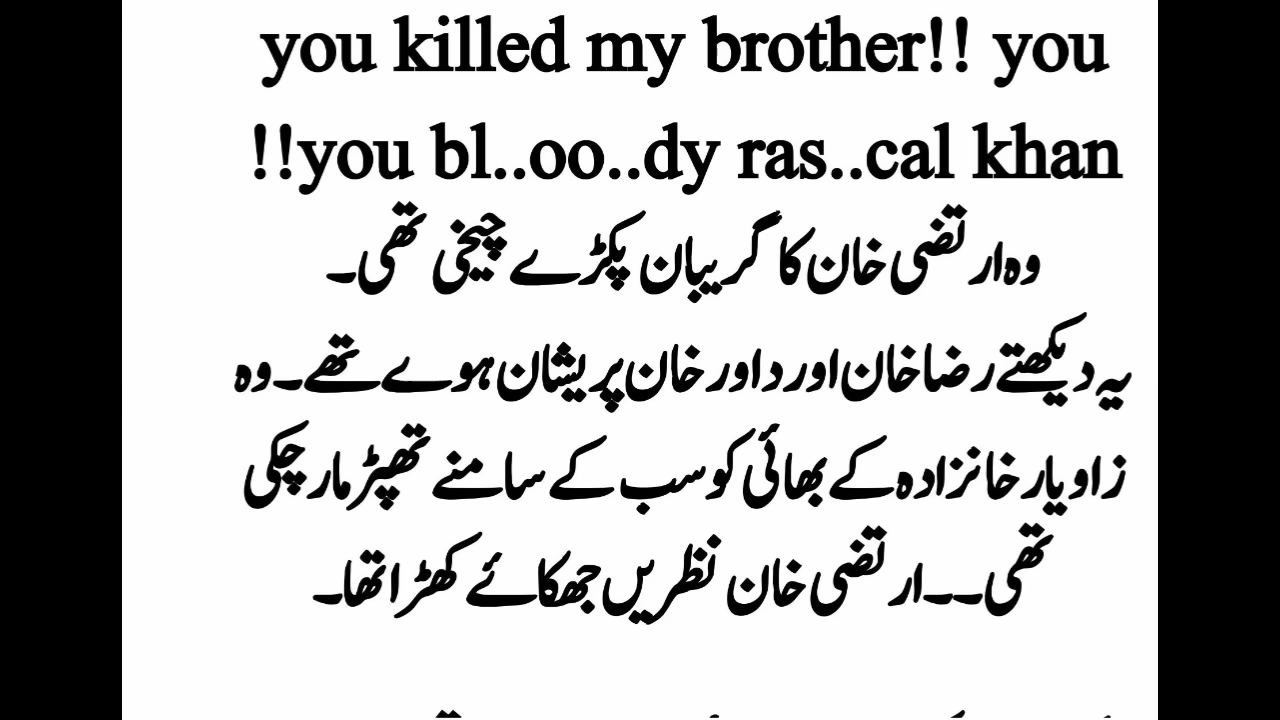 you killed my brother!! you
!!you bl..oo..dy ras..cal khan
وہ ارتضی خان کا گریبان پکڑے چیخی تھی۔
یہ دیکھتے رضا خان اور داور خان پریشان ہوے تھے۔ وہ
زاویار خانزادہ کے بھائی کو سب کے سامنے تھپڑ مار چکی
تھی۔۔ ارتضی خان نظریں جھکائے کھڑا تھا۔